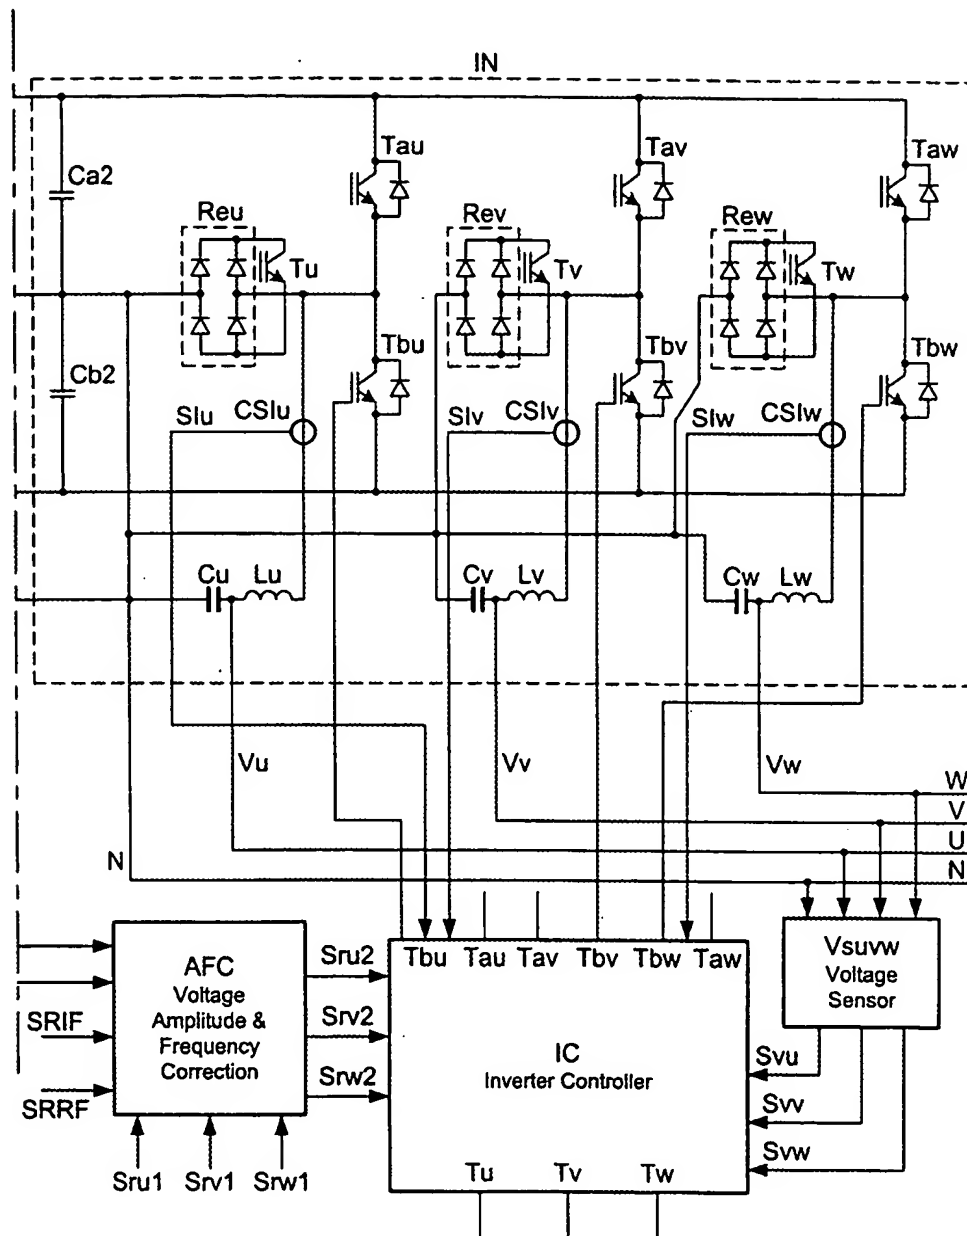 IN
Tau
Tav
Taw
Ca2
Reu
Rev
Rew
Tu
Tv
Tw
Tbu
Tbv
Tbw
Cb2
SIu
CSIu
SIv
CSIv
SIw
CSIw
Cu
Lu
Cv
Lv
Cw
Lw
Vu
Vv
Vw
W
V
U
N
N
AFC
Voltage
Amplitude &
Frequency
Correction
SRIF
SRRF
Sru1
Srv1
Srw1
Sru2
Srv2
Srw2
Tbu Tau Tav Tbv Tbw Taw
IC
Inverter Controller
Tu Tv Tw
Vsuvw
Voltage
Sensor
Svu
Svv
Svw